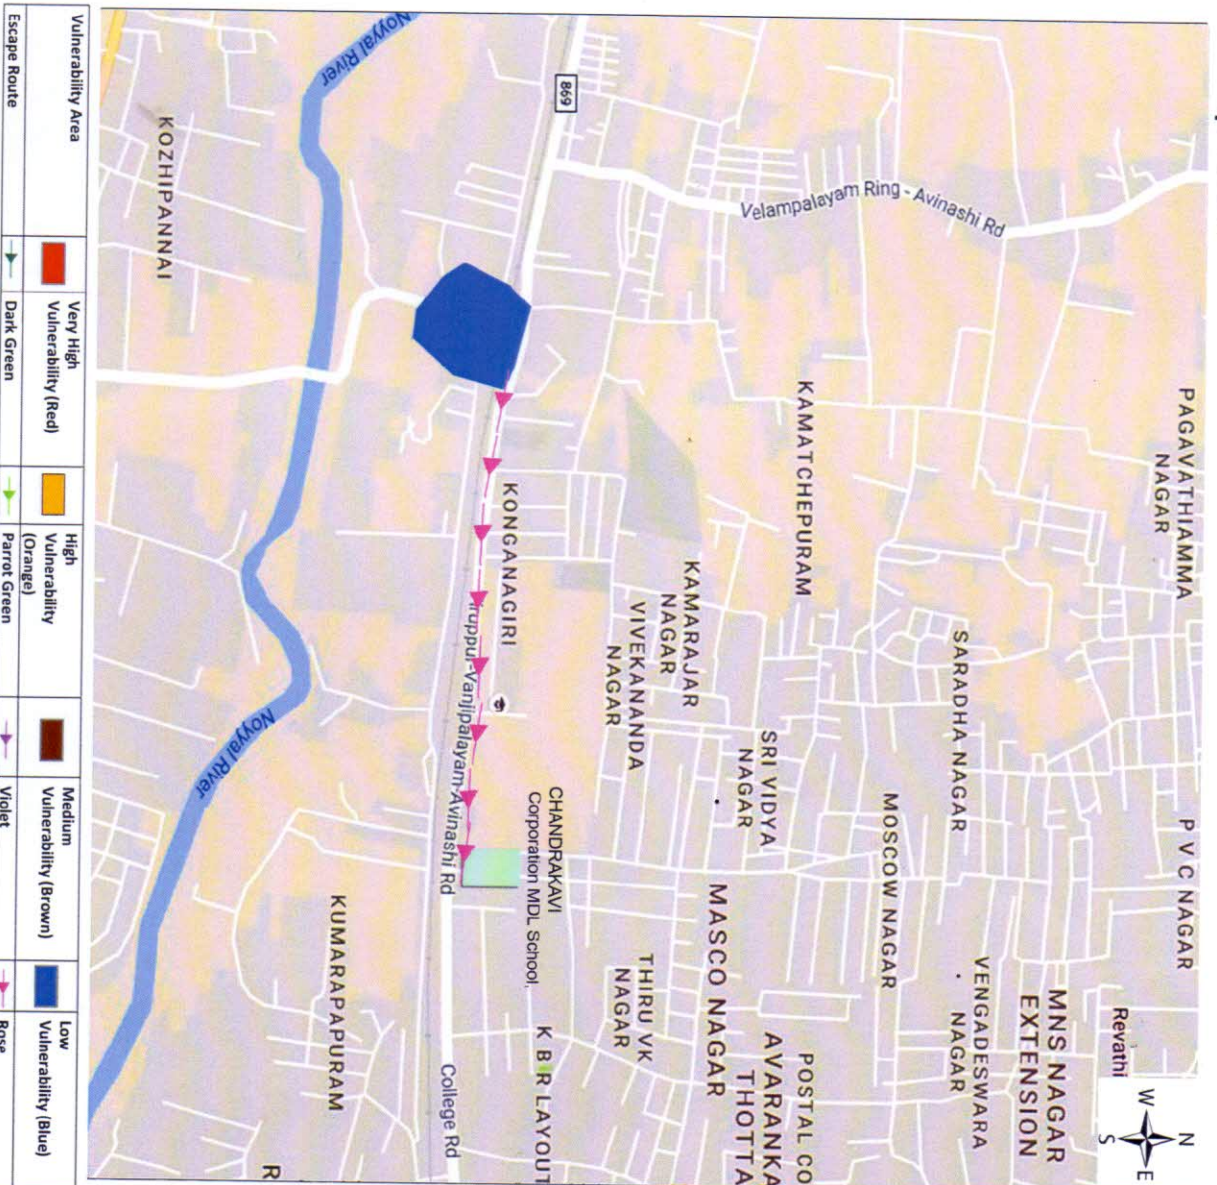 Noyyal River
869
Velampalayam Ring - Avinashi Rd
KOZHIPANNAI
PAGAVATHIAMMA
NAGAR
KAMATCHEPURAM
KONGANAGIRI
KAMARAJAR
NAGAR
VIVEKANANDA
NAGAR
SARADHA NAGAR
SRI VIDYA
NAGAR
P V C NAGAR
MOSCOW NAGAR
iruppur-Vanjipalayam-Avinashi Rd
Noyyal River
CHANDRAKAVI
Corporation MDL School,
MASCO NAGAR
THIRU VK
NAGAR
VENGADESWARA
NAGAR
MNS NAGAR
EXTENSION
Revathi
KUMARAPAPURAM
College Rd
K B R LAYOUT
POSTAL CO
AVARANKA
THOTTA
R
N
W
E
S
Vulnerability Area
Very High
Vulnerability (Red)
High
Vulnerability
(Orange)
Medium
Vulnerability (Brown)
Low
Vulnerability (Blue)
Escape Route
Dark Green
Parrot Green
Violet
Rose